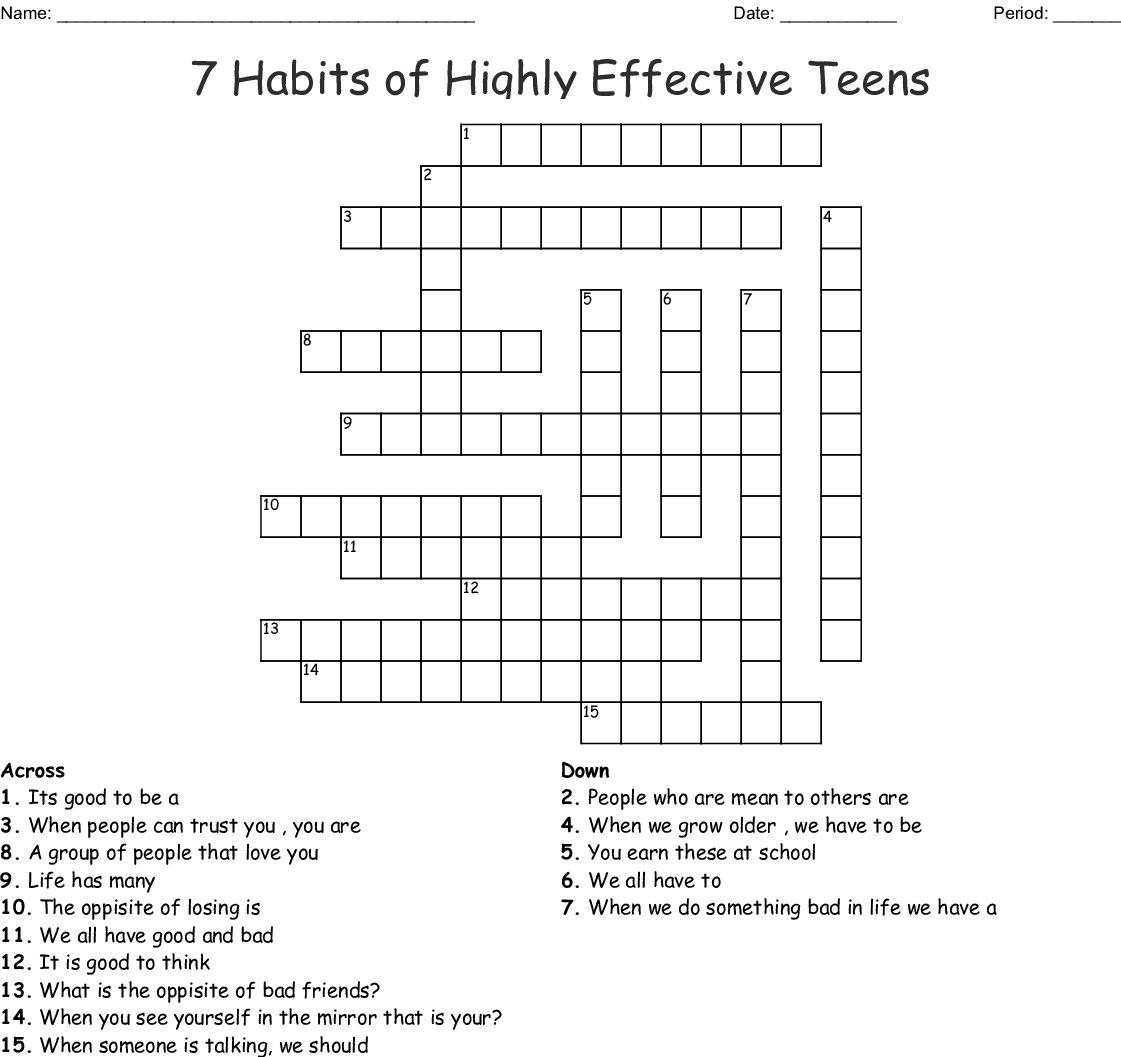 Name: ___________________________________________ Date: ____________ Period: _______
7 Habits of Highly Effective Teens
1
2
3 4
5 6 7
8
9
10
11
12
13
14
15
Across
1. Its good to be a
3. When people can trust you , you are
8. A group of people that love you
9. Life has many
10. The oppisite of losing is
11. We all have good and bad
12. It is good to think
13. What is the oppisite of bad friends?
14. When you see yourself in the mirror that is your?
15. When someone is talking, we should
Down
2. People who are mean to others are
4. When we grow older , we have to be
5. You earn these at school
6. We all have to
7. When we do something bad in life we have a